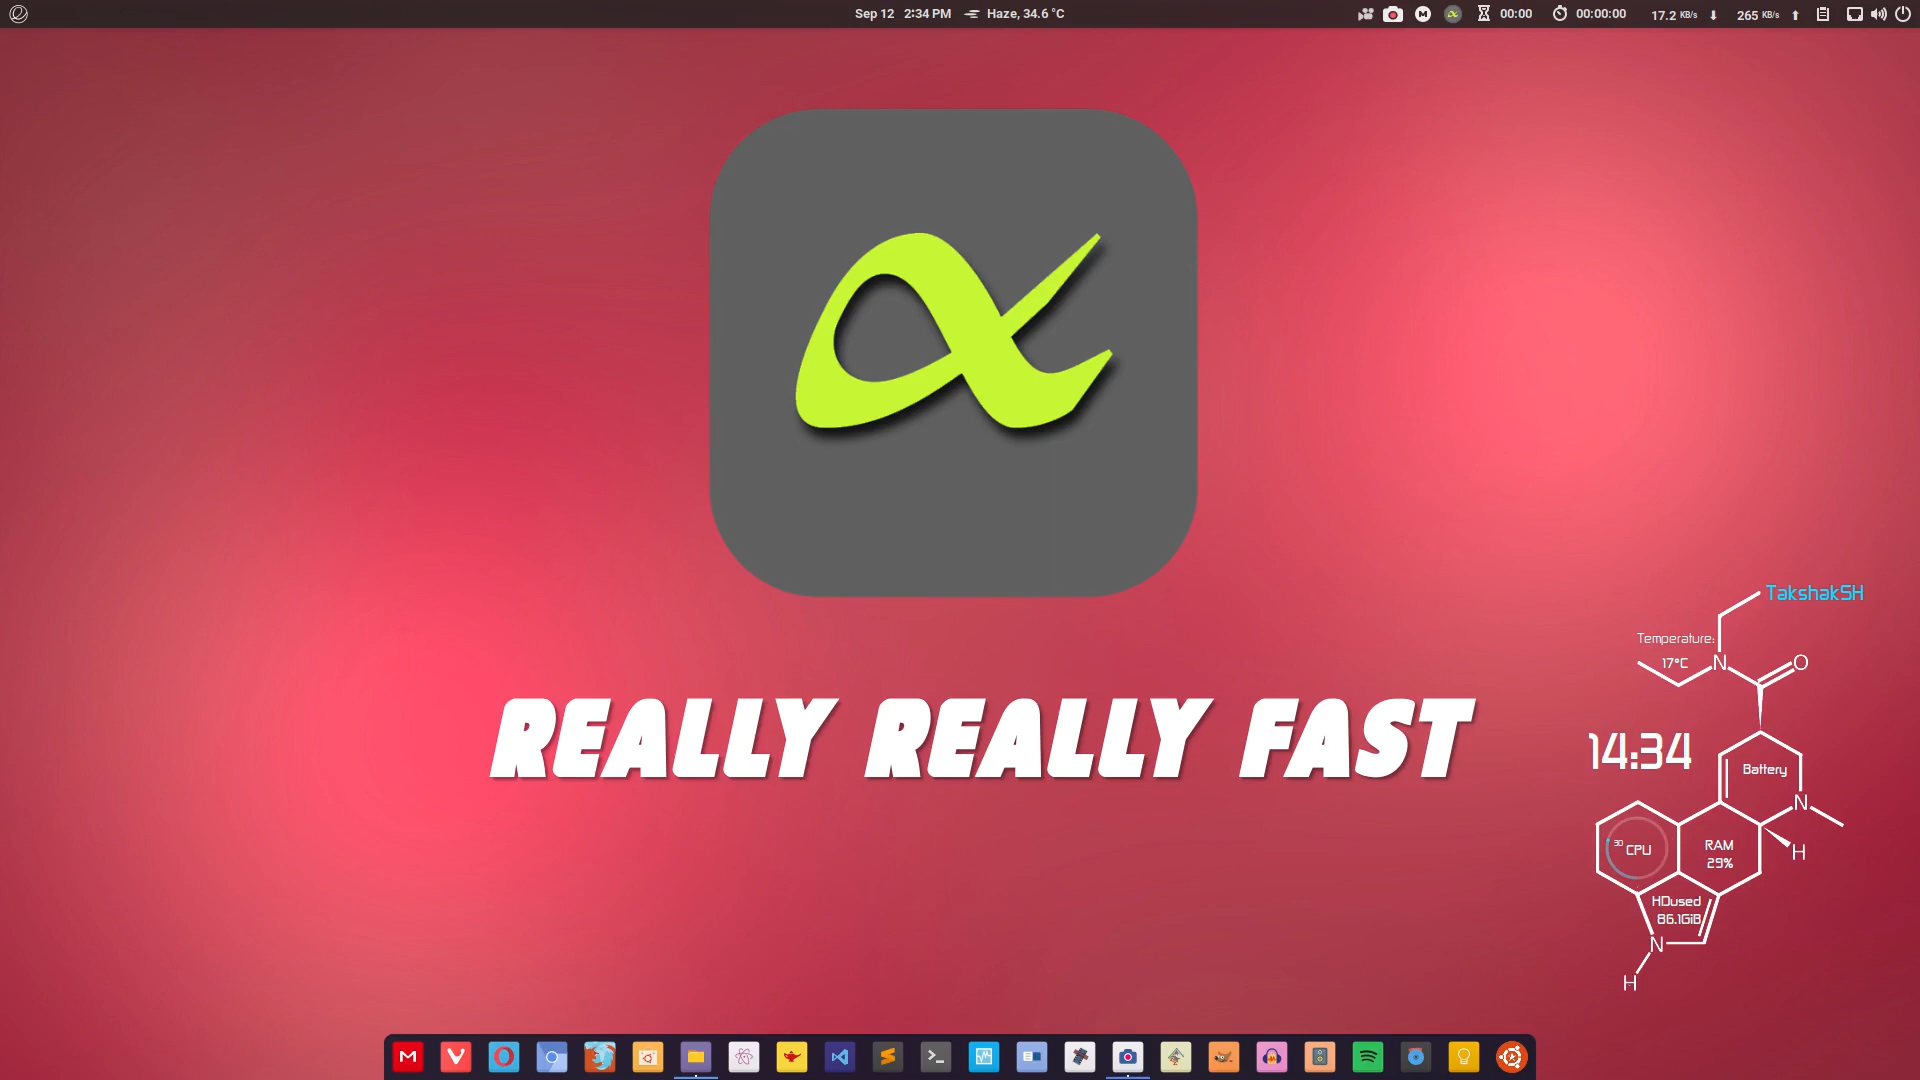 Sep 12 2:34 PM Haze, 34.6 °C
00:00 00:00:00 17.2 KB/s 265 KB/s
REALLY REALLY FAST
TakshakSH
Temperature:
17°C
N
O
14:34
Battery
N
30 CPU
RAM
29%
H
HDused
86.1GiB
N
H